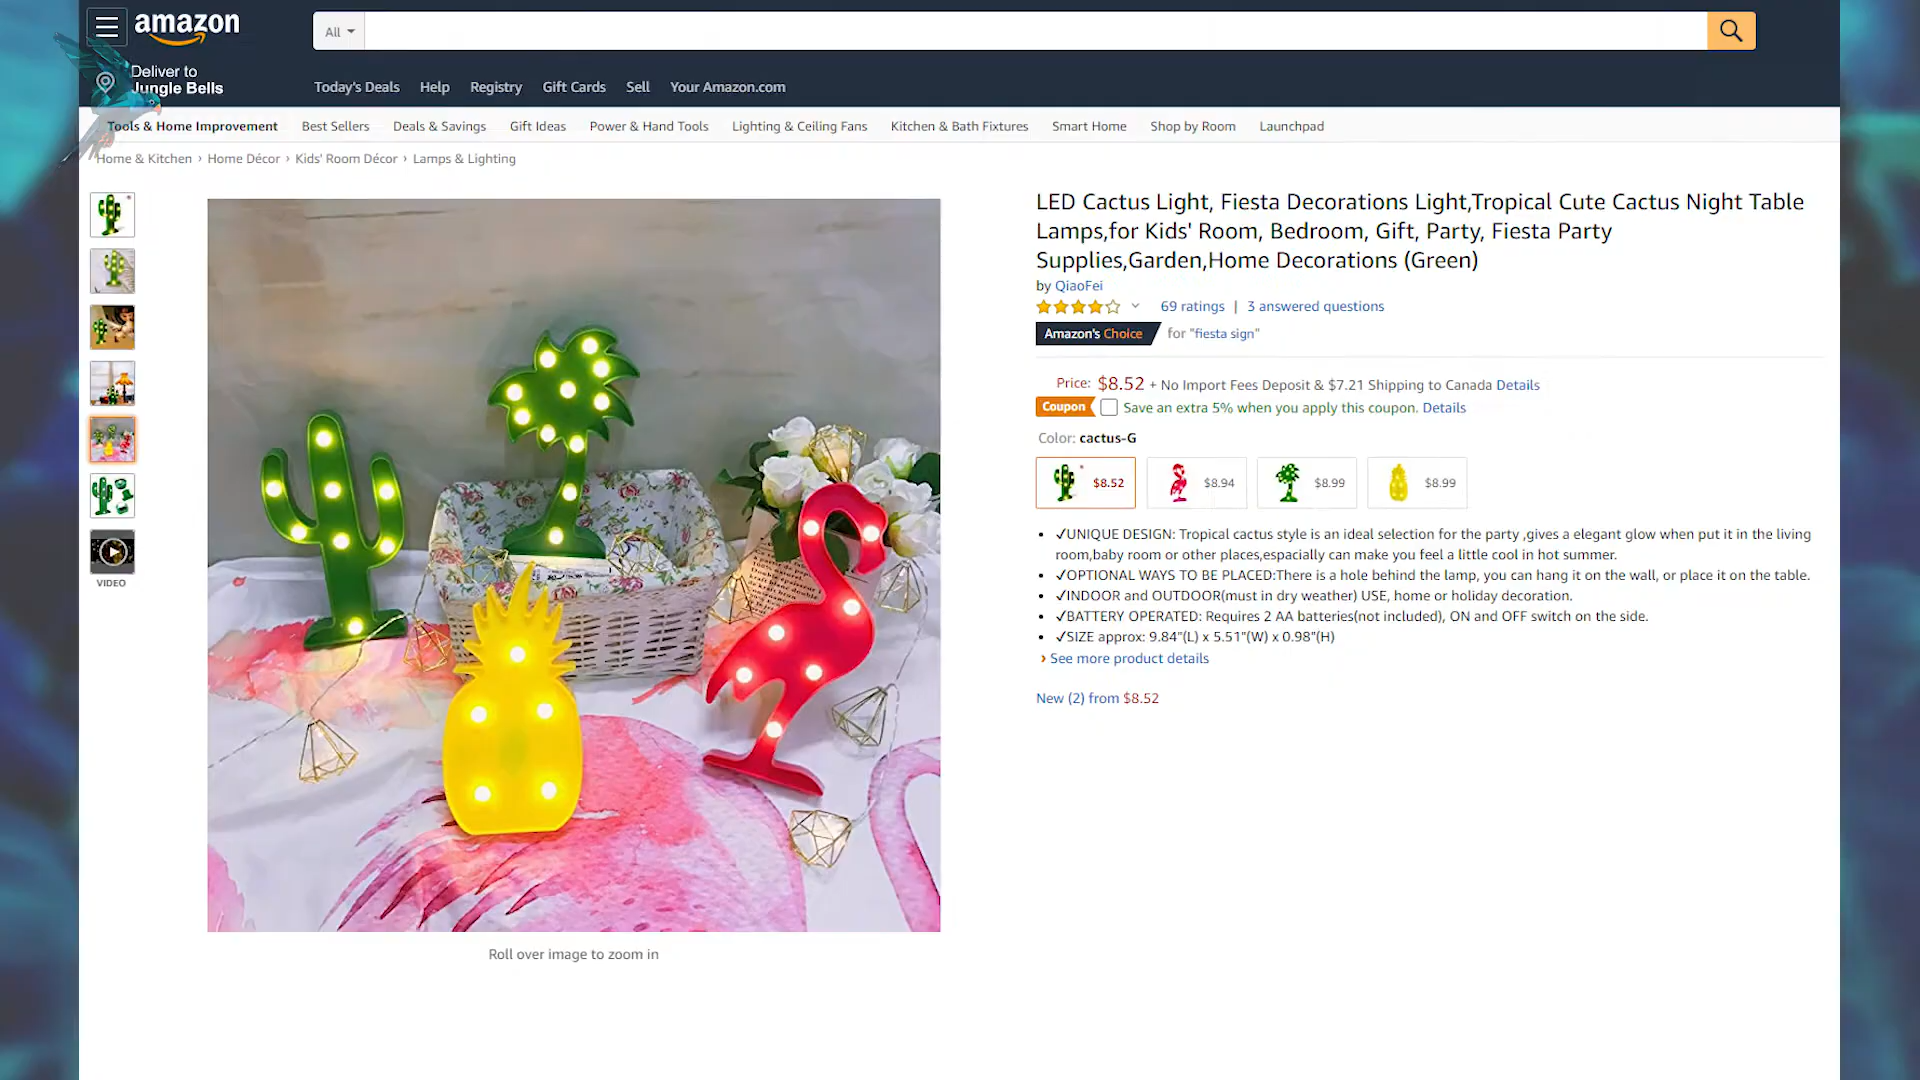 amazon
All
Deliver to
Jungle Bells
Today's Deals Help Registry Gift Cards Sell Your Amazon.com
Tools & Home Improvement Best Sellers Deals & Savings Gift Ideas Power & Hand Tools Lighting & Ceiling Fans Kitchen & Bath Fixtures Smart Home Shop by Room Launchpad
Home & Kitchen › Home Décor › Kids' Room Décor › Lamps & Lighting
LED Cactus Light, Fiesta Decorations Light,Tropical Cute Cactus Night Table
Lamps,for Kids' Room, Bedroom, Gift, Party, Fiesta Party
Supplies,Garden,Home Decorations (Green)
by QiaoFei
69 ratings | 3 answered questions
Amazon's Choice for "fiesta sign"
Price: $8.52 + No Import Fees Deposit & $7.21 Shipping to Canada Details
Coupon Save an extra 5% when you apply this coupon. Details
Color: cactus-G
$8.52 $8.94 $8.99 $8.99
• ✓UNIQUE DESIGN: Tropical cactus style is an ideal selection for the party ,gives a elegant glow when put it in the living
room,baby room or other places,espacially can make you feel a little cool in hot summer.
• ✓OPTIONAL WAYS TO BE PLACED:There is a hole behind the lamp, you can hang it on the wall, or place it on the table.
• ✓INDOOR and OUTDOOR(must in dry weather) USE, home or holiday decoration.
• ✓BATTERY OPERATED: Requires 2 AA batteries(not included), ON and OFF switch on the side.
• ✓SIZE approx: 9.84"(L) x 5.51"(W) x 0.98"(H)
› See more product details
New (2) from $8.52
VIDEO
Roll over image to zoom in